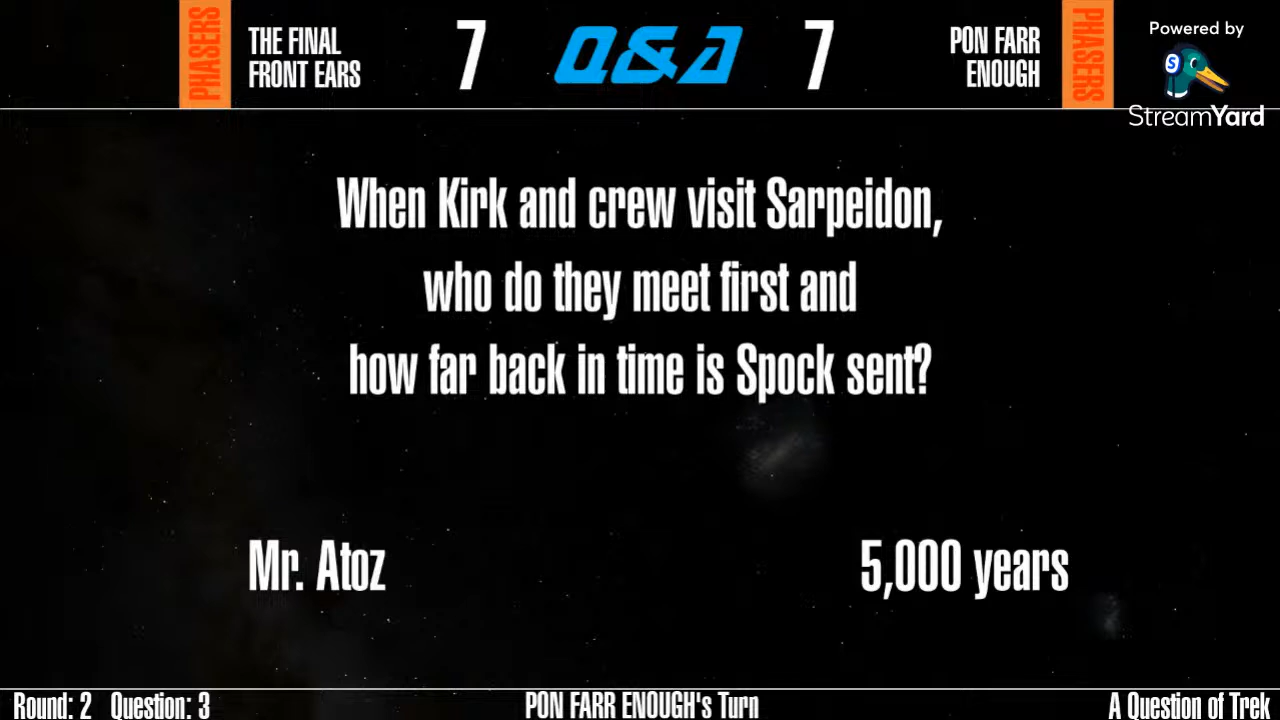 PHASERS
THE FINAL
FRONT EARS
7
Q&A
7
PON FARR
ENOUGH
PHASERS
Powered by
S
StreamYard
When Kirk and crew visit Sarpeidon,
who do they meet first and
how far back in time is Spock sent?
Mr. Atoz
5,000 years
Round: 2 Question: 3
PON FARR ENOUGH's Turn
A Question of Trek